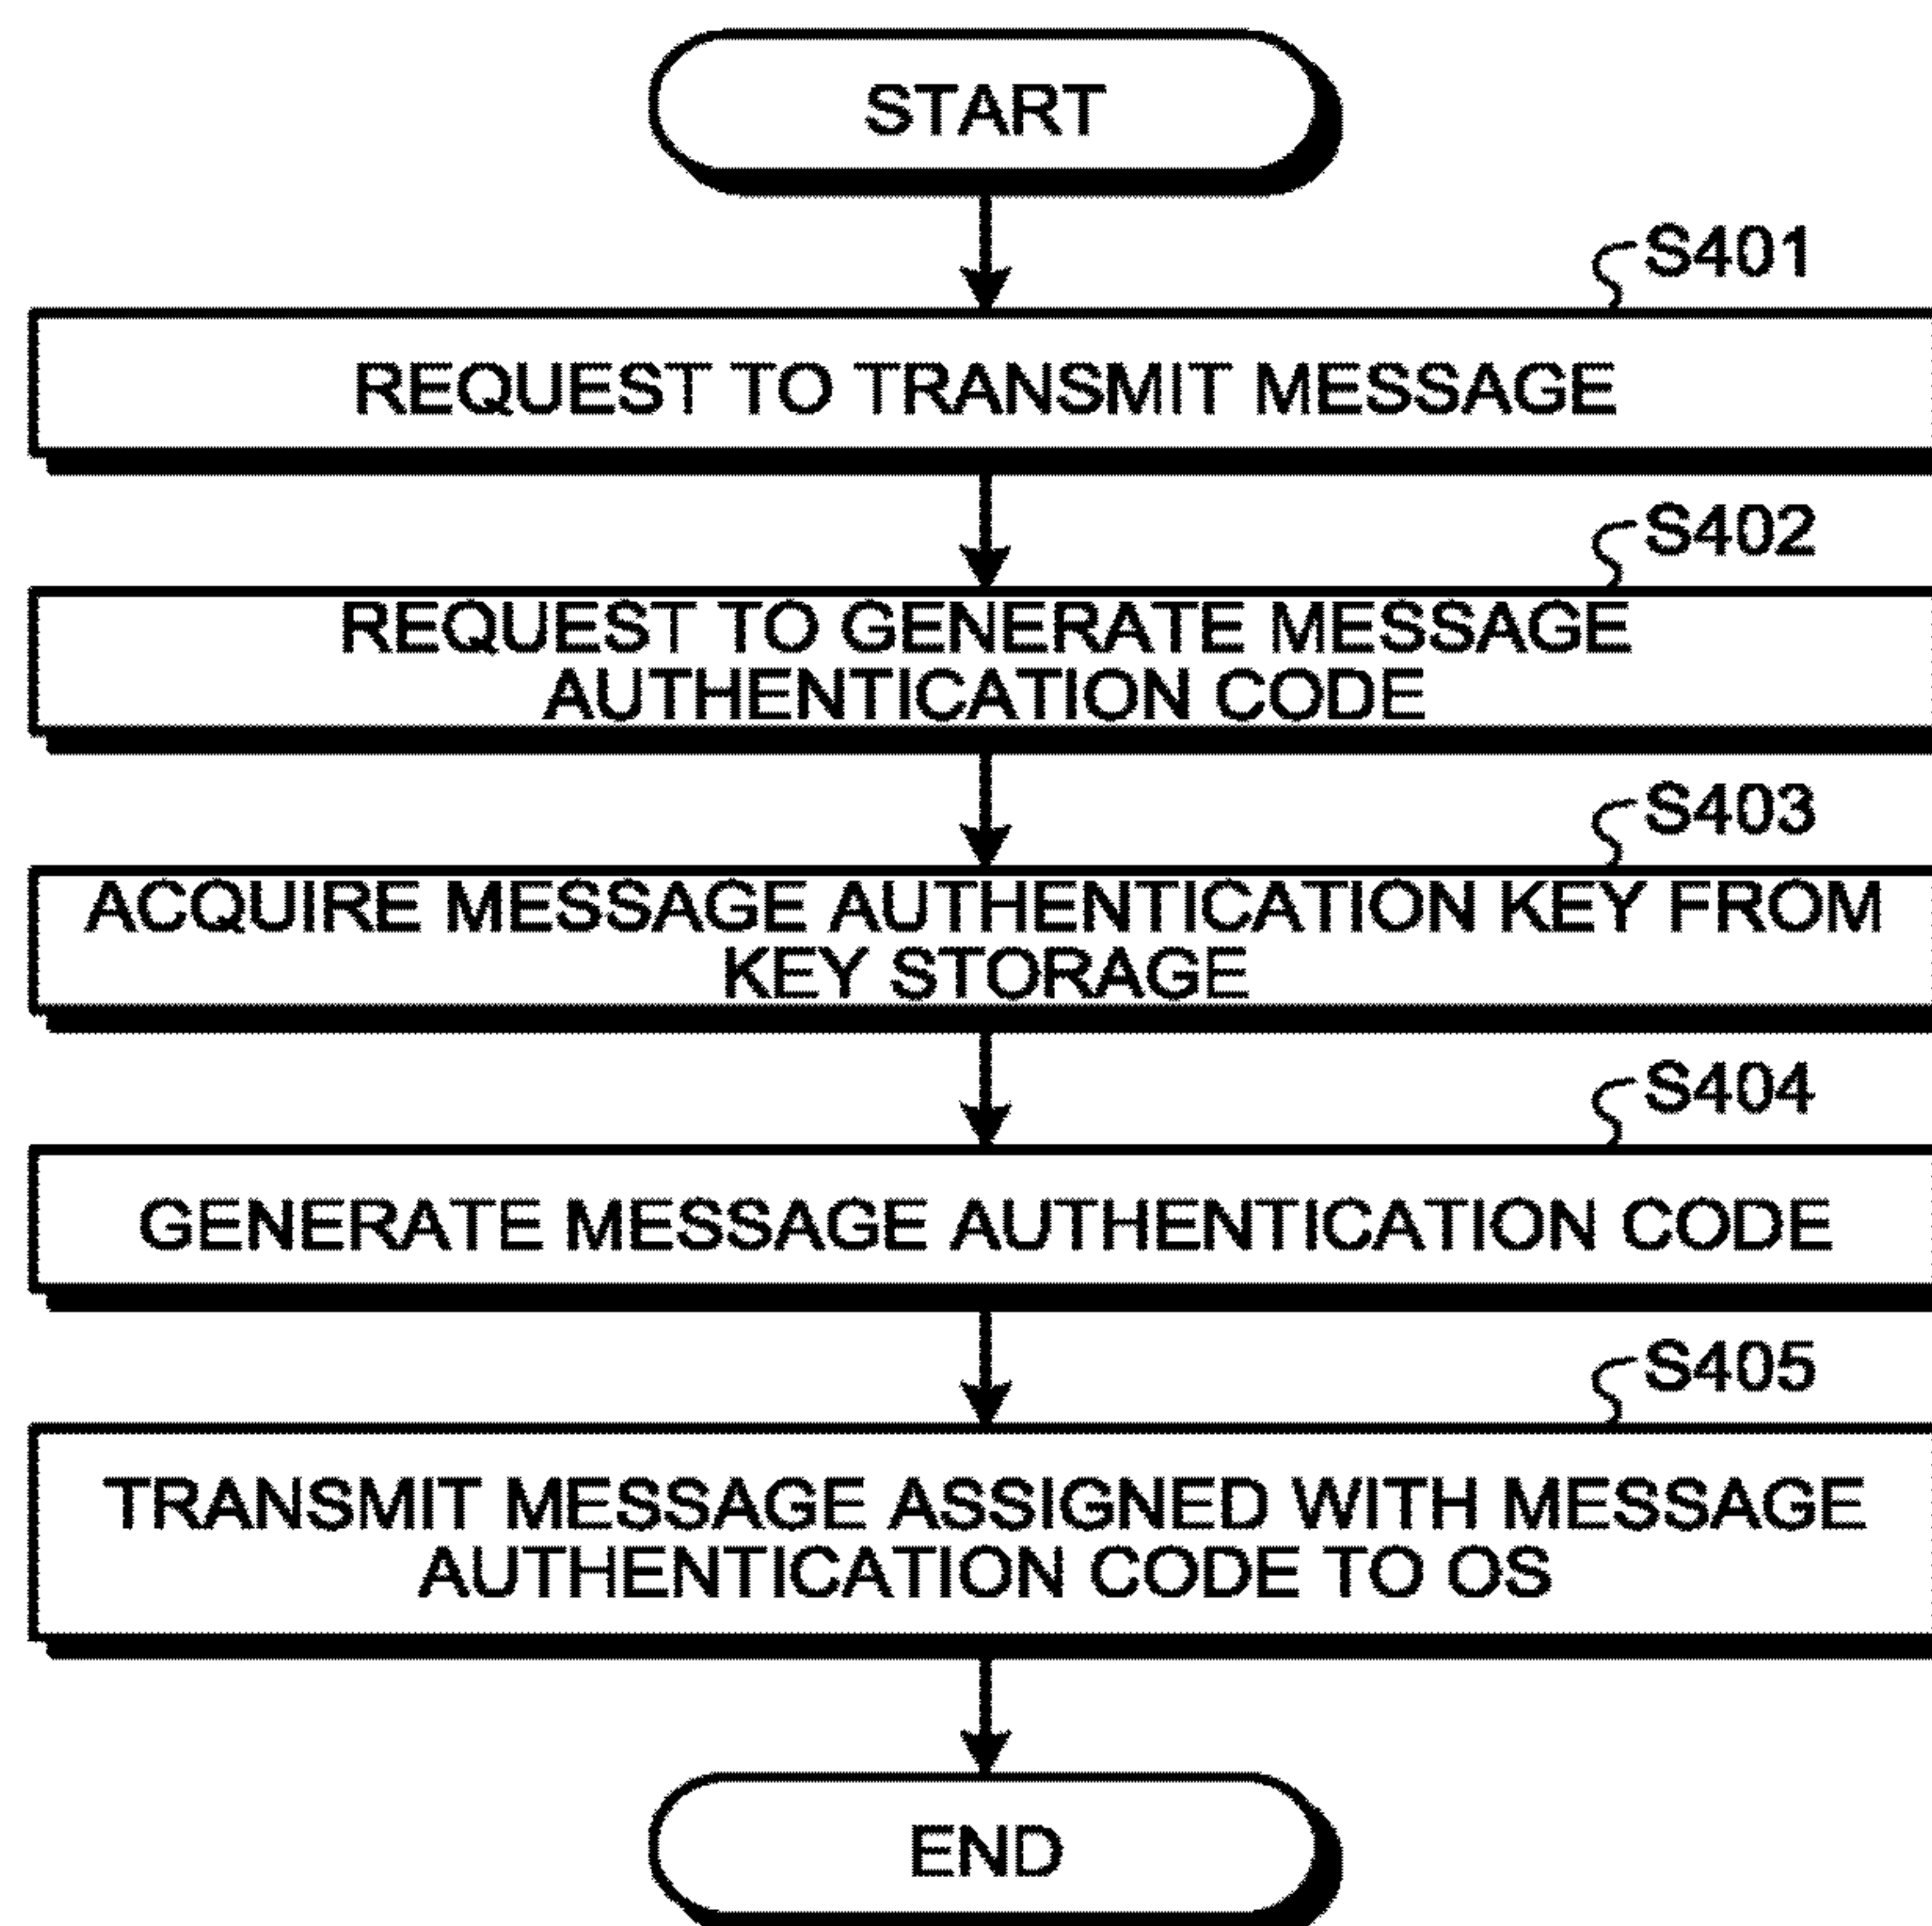 START
S401
REQUEST TO TRANSMIT MESSAGE
S402
REQUEST TO GENERATE MESSAGE
AUTHENTICATION CODE
S403
ACQUIRE MESSAGE AUTHENTICATION KEY FROM
KEY STORAGE
S404
GENERATE MESSAGE AUTHENTICATION CODE
S405
TRANSMIT MESSAGE ASSIGNED WITH MESSAGE
AUTHENTICATION CODE TO OS
END